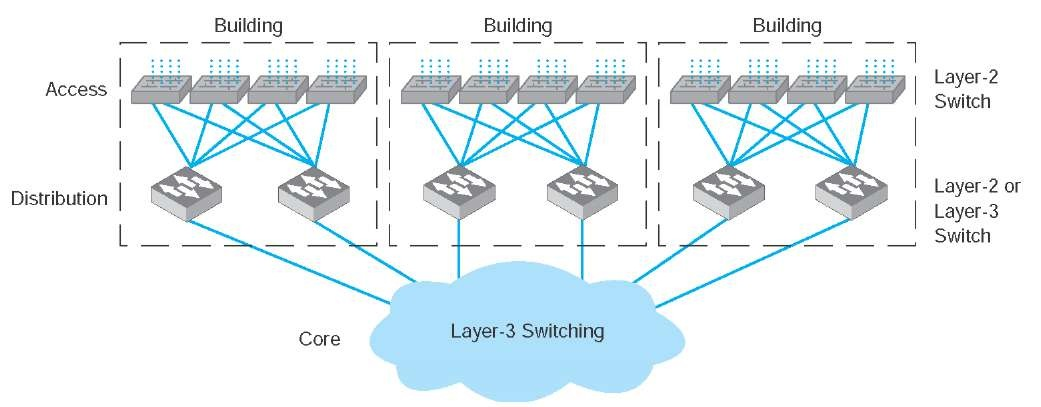 Building
Building
Building
Access
Layer-2
Switch
Distribution
Layer-2 or
Layer-3
Switch
Core
Layer-3 Switching